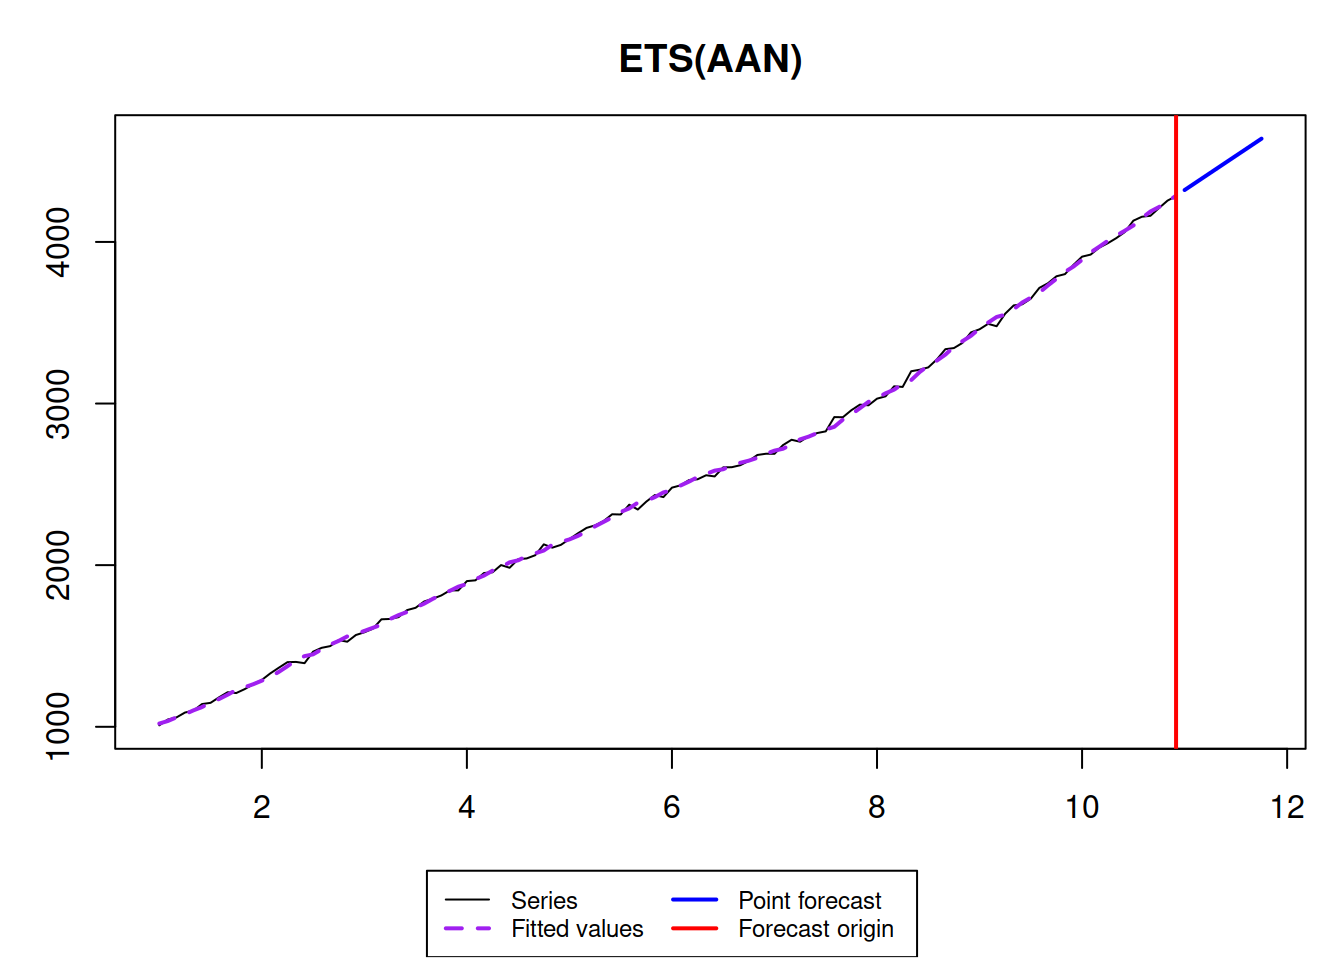 ETS(AAN)
4000
3000
2000
1000
2 4 6 8 10 12
Series Point forecast
Fitted values Forecast origin